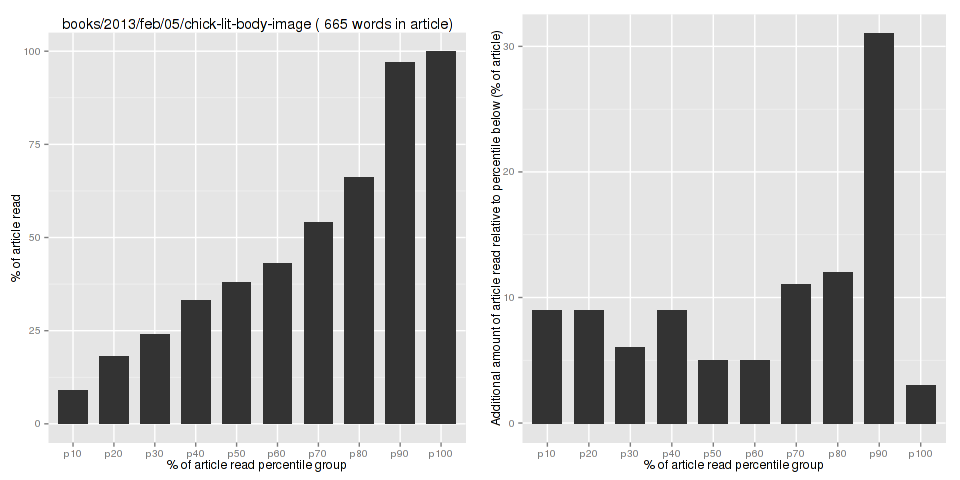 books/2013/feb/05/chick-lit-body-image ( 665 words in article)
% of article read
100
75
50
25
0
p10 p20 p30 p40 p50 p60 p70 p80 p90 p100
% of article read percentile group
Additional amount of article read relative to percentile below (% of article)
30
20
10
0
p10 p20 p30 p40 p50 p60 p70 p80 p90 p100
% of article read percentile group